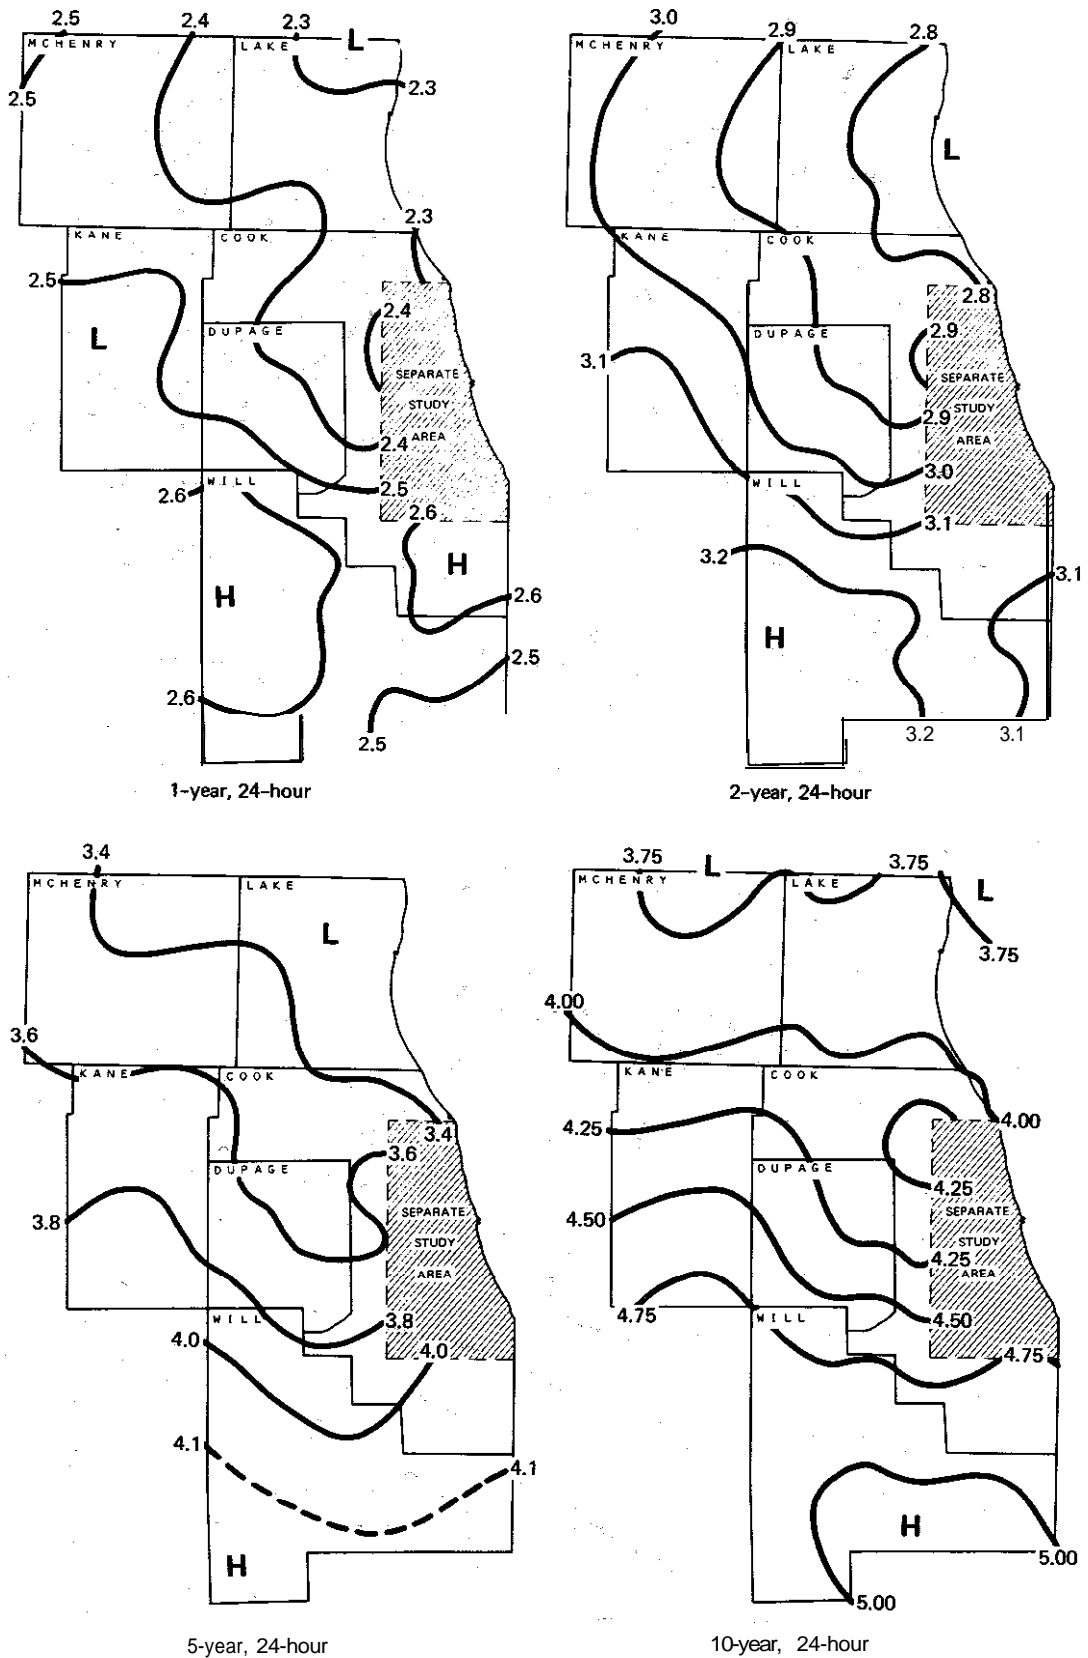 2.5
2.4
2.3
L
MCHENRY
LAKE
2.5
2.3
2.3
KANE
COOK
2.5
2.4
L
DUPAGE
SEPARATE
STUDY
AREA
2.4
2.5
WILL
2.6
2.6
H
H
2.6
2.5
2.6
2.5
1-year, 24-hour
3.0
2.9
2.8
MCHENRY
LAKE
L
KANE
COOK
2.8
2.9
DUPAGE
3.1
SEPARATE
STUDY
2.9
AREA
3.0
WILL
3.1
3.2
3.1
H
3.2
3.1
2-year, 24-hour
3.4
MCHENRY
LAKE
L
3.6
KANE
COOK
3.4
3.6
DUPAGE
3.8
SEPARATE
STUDY
AREA
WILL
3.8
4.0
4.0
4.1
4.1
H
5-year, 24-hour
3.75
L
3.75
MCHENRY
LAKE
L
3.75
4.00
KANE
COOK
4.00
4.25
DUPAGE
4.25
4.50
SEPARATE
STUDY
4.25
AREA
4.75
WILL
4.50
4.75
H
5.00
5.00
10-year, 24-hour